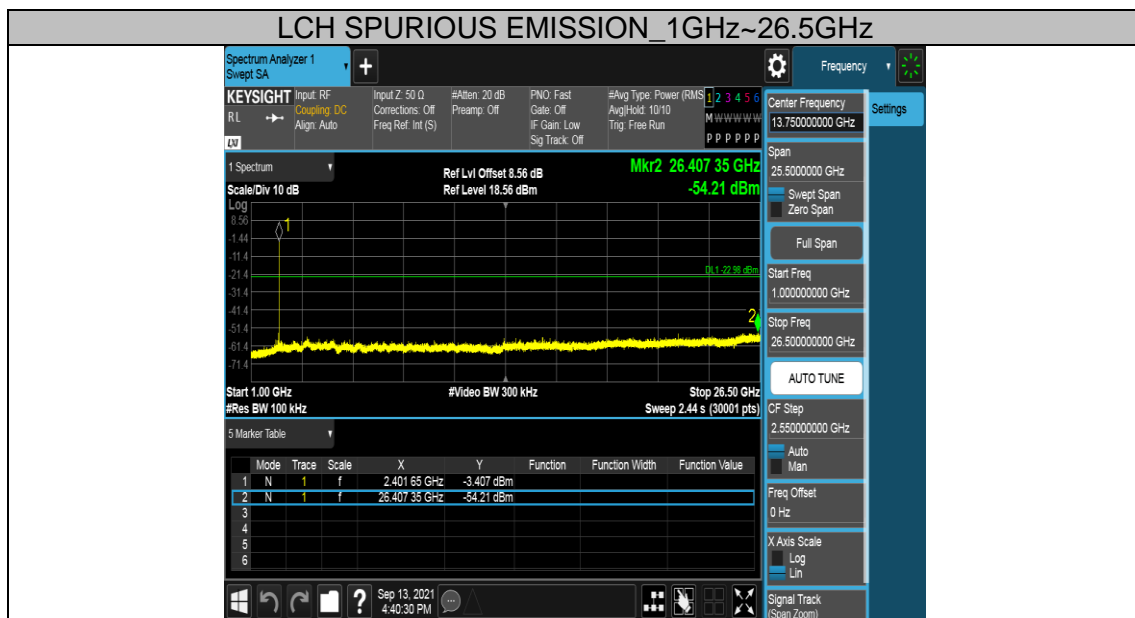 LCH SPURIOUS EMISSION_1GHz~26.5GHz
Spectrum Analyzer 1
Swept SA
Frequency
KEYSIGHT
RL
LXI
Input: RF
Coupling: DC
Align: Auto
Input Z: 50 Ω
Corrections: Off
Freq Ref: Int (S)
#Atten: 20 dB
Preamp: Off
PNO: Fast
Gate: Off
IF Gain: Low
Sig Track: Off
#Avg Type: Power (RMS
Avg|Hold: 10/10
Trig: Free Run
1 2 3 4 5 6
M W W W W W
P P P P P P
1 Spectrum
Scale/Div 10 dB
Ref Lvl Offset 8.56 dB
Ref Level 18.56 dBm
Mkr2 26.407 35 GHz
-54.21 dBm
Log
8.56
-1.44
-11.4
-21.4
-31.4
-41.4
-51.4
-61.4
-71.4
1
DL1 -22.98 dBm
2
Start 1.00 GHz
#Res BW 100 kHz
#Video BW 300 kHz
Stop 26.50 GHz
Sweep 2.44 s (30001 pts)
5 Marker Table
Mode Trace Scale X Y Function Function Width Function Value
1 N 1 f 2.401 65 GHz -3.407 dBm
2 N 1 f 26.407 35 GHz -54.21 dBm
3
4
5
6
Sep 13, 2021
4:40:30 PM
Settings
Center Frequency
13.750000000 GHz
Span
25.5000000 GHz
Swept Span
Zero Span
Full Span
Start Freq
1.000000000 GHz
Stop Freq
26.500000000 GHz
AUTO TUNE
CF Step
2.550000000 GHz
Auto
Man
Freq Offset
0 Hz
X Axis Scale
Log
Lin
Signal Track
(Span Zoom)